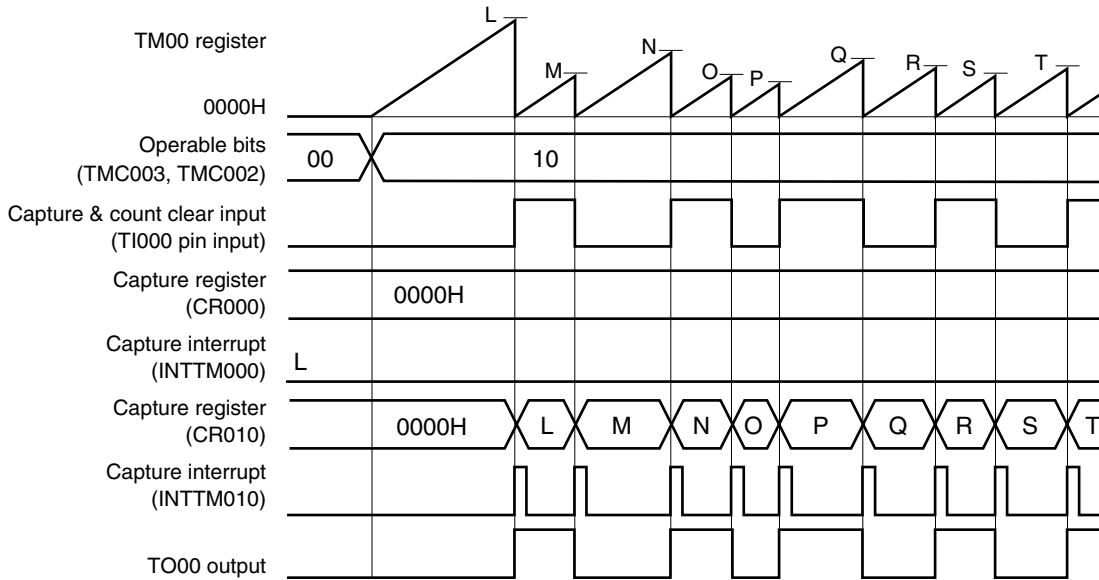 TM00 register
0000H
L
M
N
O
P
Q
R
S
T
Operable bits
(TMC003, TMC002)
00
10
Capture & count clear input
(TI000 pin input)
Capture register
(CR000)
0000H
Capture interrupt
(INTTM000)
L
Capture register
(CR010)
0000H
L
M
N
O
P
Q
R
S
T
Capture interrupt
(INTTM010)
TO00 output